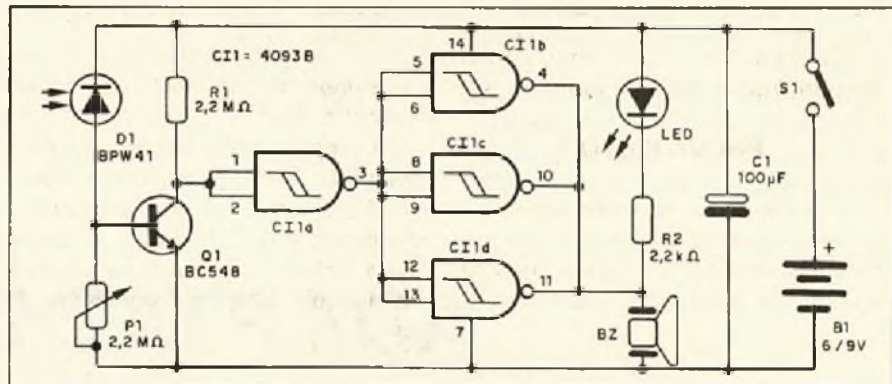 CI1 = 4093B
R1
2,2 MΩ
D1
BPW41
Q1
BC548
P1
2,2 MΩ
1
2
3
CI1a
14
CI1b
5
6
4
CI1c
8
9
10
CI1d
12
13
11
7
LED
R2
2,2 kΩ
BZ
C1
100µF
S1
+
B1
6/9V